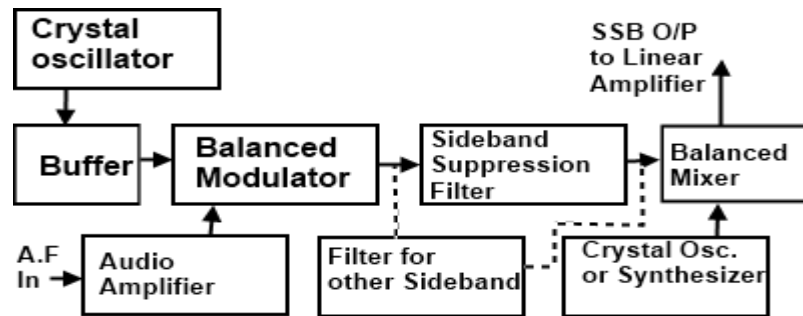 Crystal
oscillator
SSB O/P
to Linear
Amplifier
Buffer
Balanced
Modulator
Sideband
Suppression
Filter
Balanced
Mixer
A.F
In
Audio
Amplifier
Filter for
other Sideband
Crystal Osc.
or Synthesizer